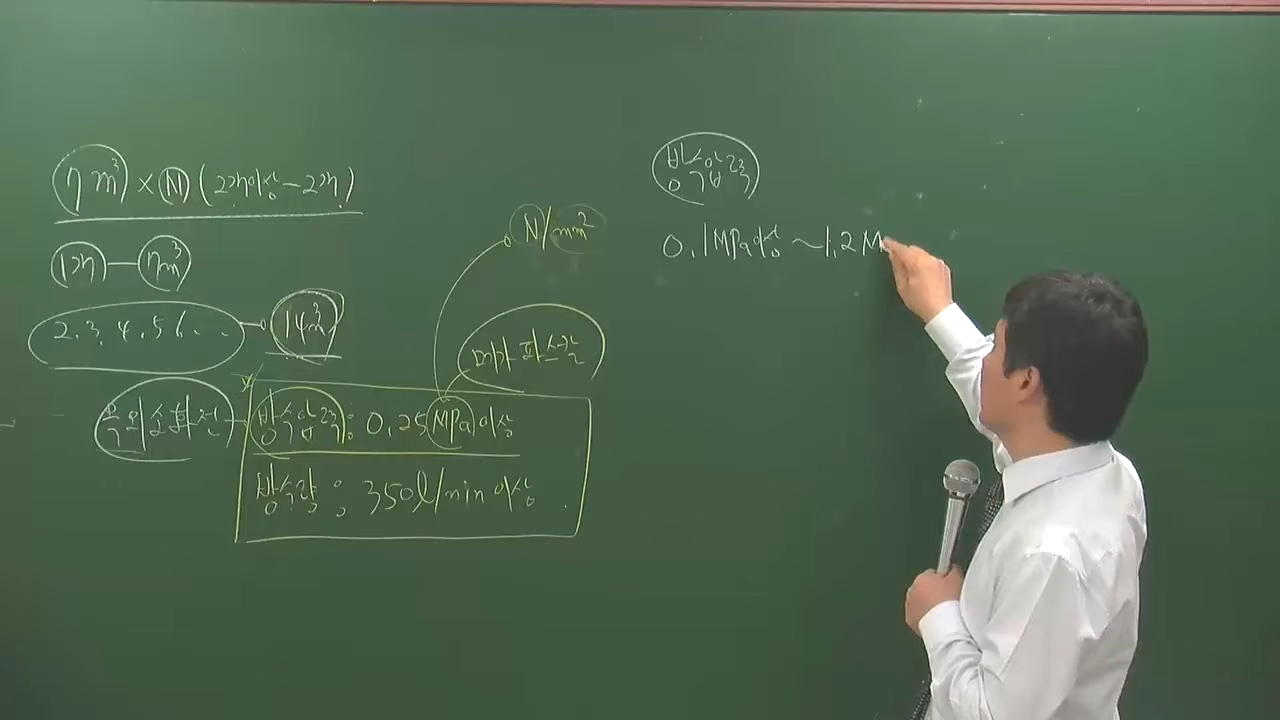 7m³ × N (2개이상-2개)
1개 — 7m³
2, 3, 4, 5 6 . . 14m³
옥외소화전
방수압력 : 0.25 MPa 이상
방수량 : 350l/min 이상
N/mm²
메가 파스칼
방수압력
0.1MPa이상 ~1.2 M